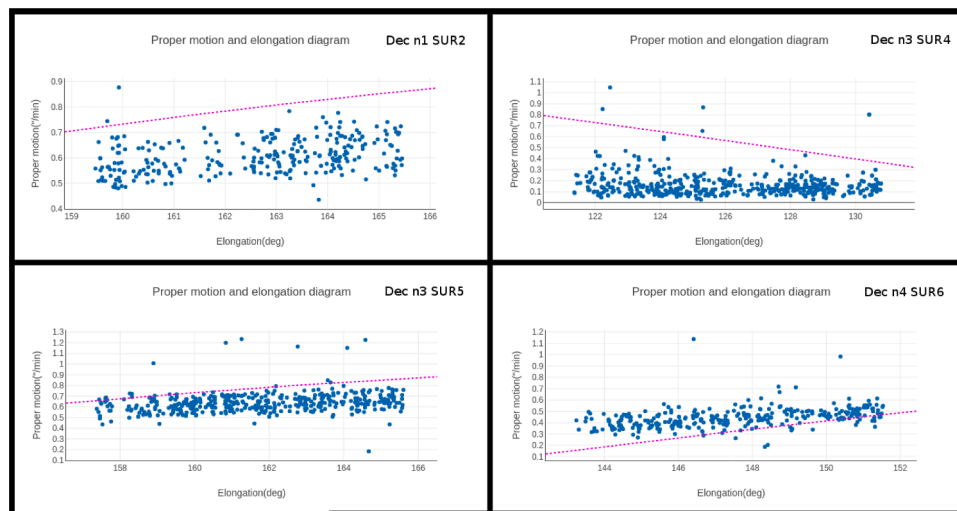 Proper motion and elongation diagram Dec n1 SUR2
Proper motion("/min)
0.9
0.8
0.7
0.6
0.5
0.4
159 160 161 162 163 164 165 166
Elongation(deg)
Proper motion and elongation diagram Dec n3 SUR4
Proper motion("/min)
1.1
1
0.9
0.8
0.7
0.6
0.5
0.4
0.3
0.2
0.1
0
122 124 126 128 130
Elongation(deg)
Proper motion and elongation diagram Dec n3 SUR5
Proper motion("/min)
1.3
1.2
1.1
1
0.9
0.8
0.7
0.6
0.5
0.4
0.3
0.2
0.1
158 160 162 164 166
Elongation(deg)
Proper motion and elongation diagram Dec n4 SUR6
Proper motion("/min)
1.2
1.1
1
0.9
0.8
0.7
0.6
0.5
0.4
0.3
0.2
0.1
144 146 148 150 152
Elongation(deg)